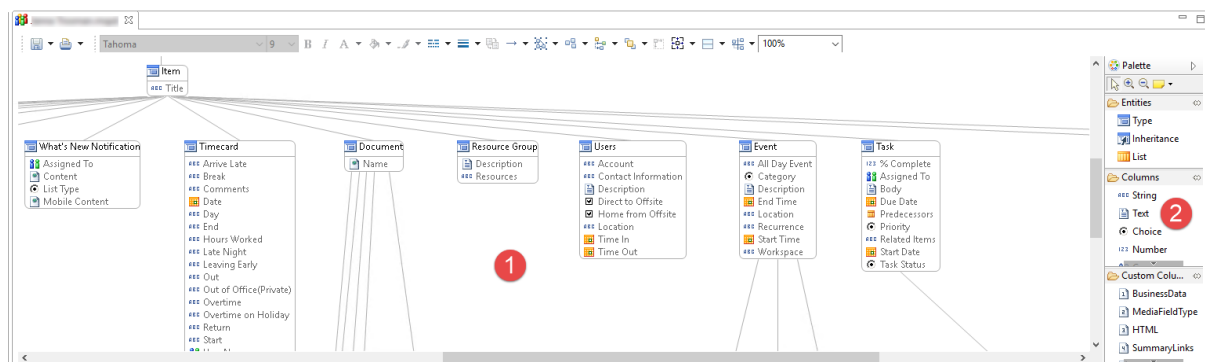 Tahoma
9
B I A
100%
Item
Title
What's New Notification
Assigned To
Content
List Type
Mobile Content
Timecard
Arrive Late
Break
Comments
Date
Day
End
Hours Worked
Late Night
Leaving Early
Out
Out of Office(Private)
Overtime
Overtime on Holiday
Return
Start
Document
Name
Resource Group
Description
Resources
Users
Account
Contact Information
Description
Direct to Offsite
Home from Offsite
Location
Time In
Time Out
Event
All Day Event
Category
Description
End Time
Location
Recurrence
Start Time
Workspace
Task
% Complete
Assigned To
Body
Due Date
Predecessors
Priority
Related Items
Start Date
Task Status
1
Palette
Entities
Type
Inheritance
List
Columns
String
Text
Choice
Number
2
Custom Colu...
BusinessData
MediaFieldType
HTML
SummaryLinks